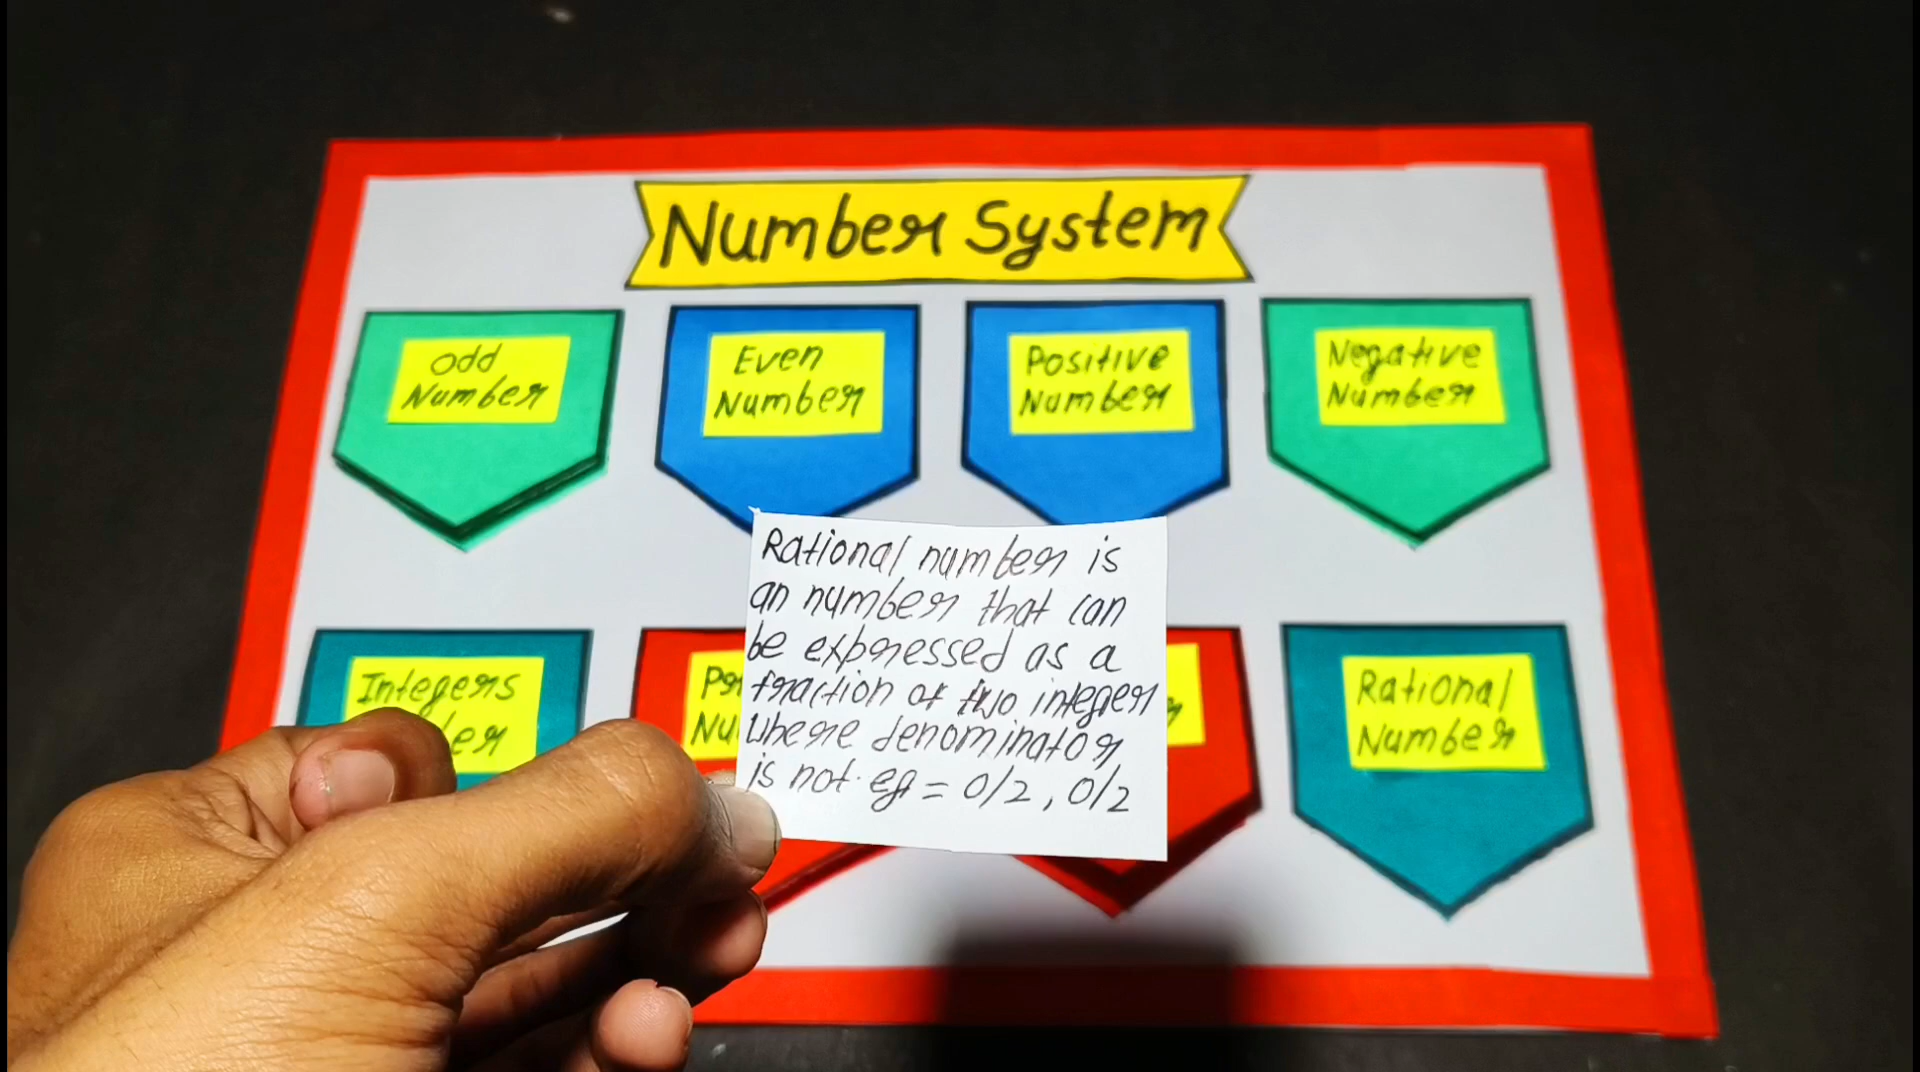 Number System
Odd
Number
Even
Number
Positive
Number
Negative
Number
Rational number is
an number that can
be expressed as a
fraction of two integer
where denominator
is not. eg = 0/2, 0/2
Integers
Rational
Number